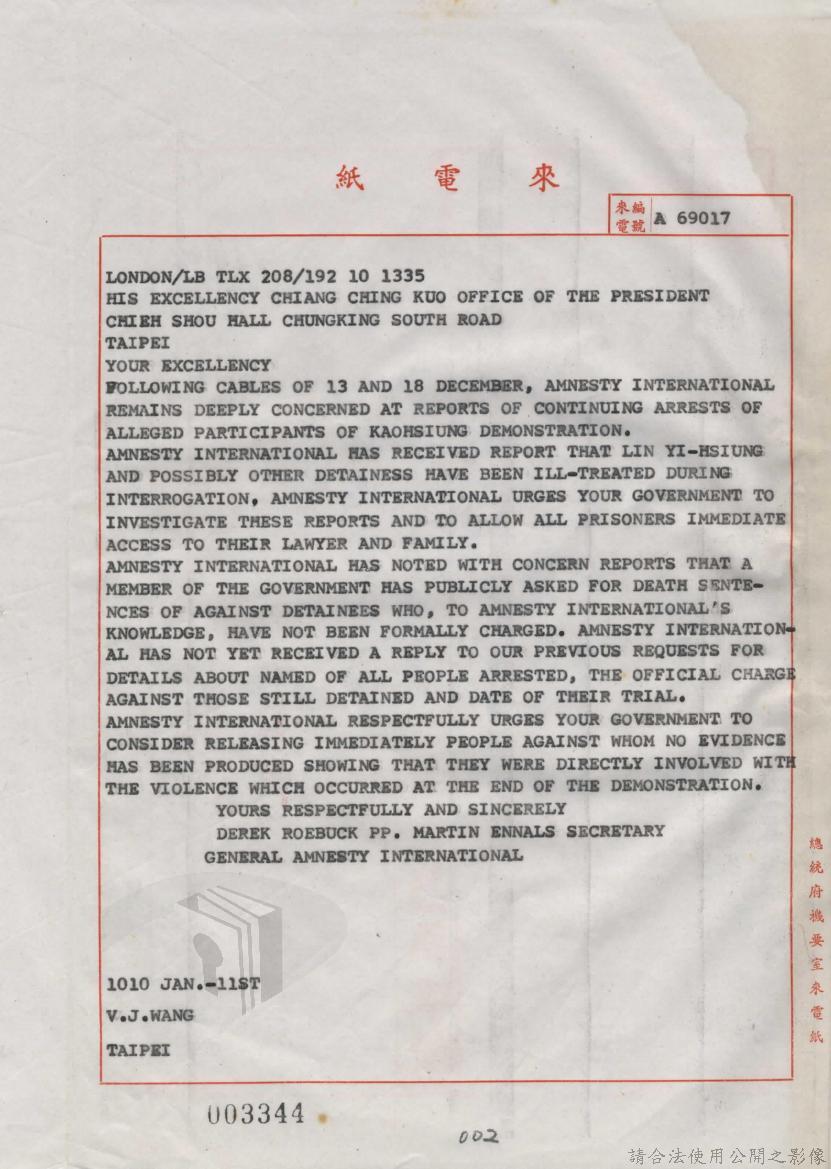 紙電來
來電
編號
A 69017
LONDON/LB TLX 208/192 10 1335
HIS EXCELLENCY CHIANG CHING KUO OFFICE OF THE PRESIDENT
CHIEH SHOU HALL CHUNGKING SOUTH ROAD
TAIPEI
YOUR EXCELLENCY
FOLLOWING CABLES OF 13 AND 18 DECEMBER, AMNESTY INTERNATIONAL
REMAINS DEEPLY CONCERNED AT REPORTS OF CONTINUING ARRESTS OF
ALLEGED PARTICIPANTS OF KAOHSIUNG DEMONSTRATION.
AMNESTY INTERNATIONAL HAS RECEIVED REPORT THAT LIN YI-HSIUNG
AND POSSIBLY OTHER DETAINESS HAVE BEEN ILL-TREATED DURING
INTERROGATION, AMNESTY INTERNATIONAL URGES YOUR GOVERNMENT TO
INVESTIGATE THESE REPORTS AND TO ALLOW ALL PRISONERS IMMEDIATE
ACCESS TO THEIR LAWYER AND FAMILY.
AMNESTY INTERNATIONAL HAS NOTED WITH CONCERN REPORTS THAT A
MEMBER OF THE GOVERNMENT HAS PUBLICLY ASKED FOR DEATH SENTE-
NCES OF AGAINST DETAINEES WHO, TO AMNESTY INTERNATIONAL'S
KNOWLEDGE, HAVE NOT BEEN FORMALLY CHARGED. AMNESTY INTERNATION-
AL HAS NOT YET RECEIVED A REPLY TO OUR PREVIOUS REQUESTS FOR
DETAILS ABOUT NAMED OF ALL PEOPLE ARRESTED, THE OFFICIAL CHARGE
AGAINST THOSE STILL DETAINED AND DATE OF THEIR TRIAL.
AMNESTY INTERNATIONAL RESPECTFULLY URGES YOUR GOVERNMENT TO
CONSIDER RELEASING IMMEDIATELY PEOPLE AGAINST WHOM NO EVIDENCE
HAS BEEN PRODUCED SHOWING THAT THEY WERE DIRECTLY INVOLVED WITH
THE VIOLENCE WHICH OCCURRED AT THE END OF THE DEMONSTRATION.
YOURS RESPECTFULLY AND SINCERELY
DEREK ROEBUCK PP. MARTIN ENNALS SECRETARY
GENERAL AMNESTY INTERNATIONAL
1010 JAN.-11ST
V.J.WANG
TAIPEI
總統府機要室來電紙
003344
002
請合法使用公開之影像